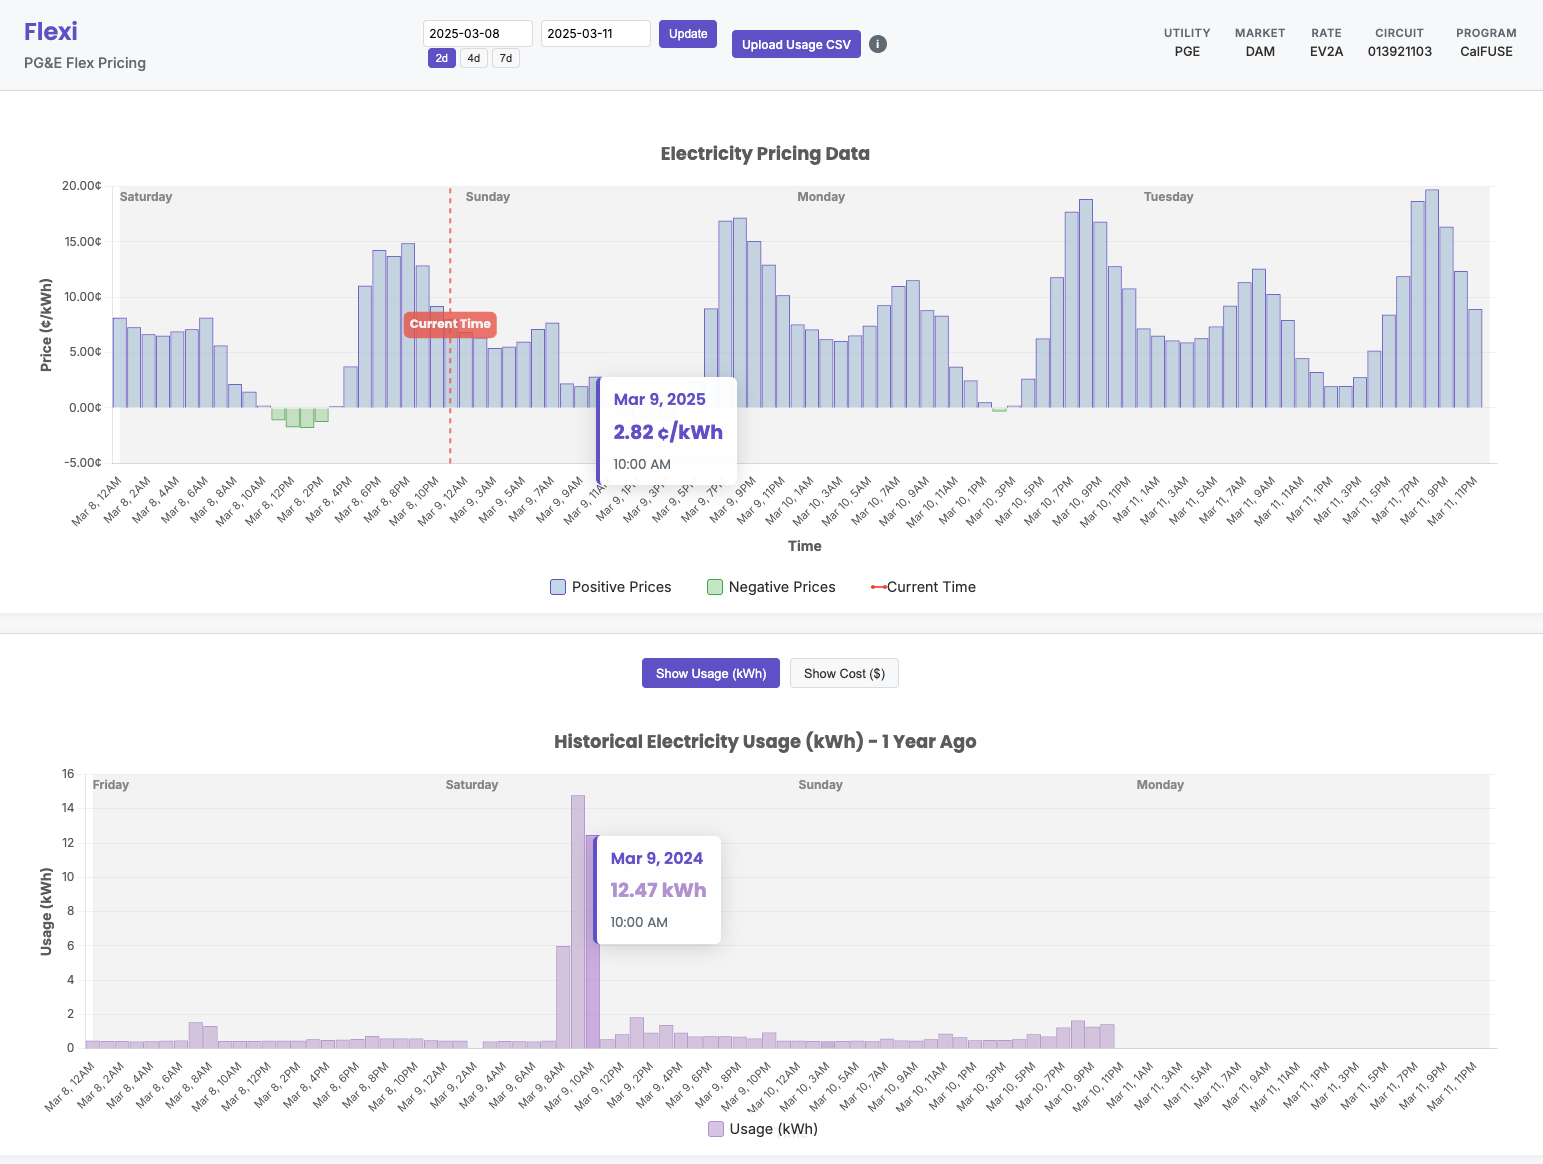 Flexi
PG&E Flex Pricing
2025-03-08
2025-03-11
Update
2d
4d
7d
Upload Usage CSV
i
UTILITY MARKET RATE CIRCUIT PROGRAM
PGE DAM EV2A 013921103 CalFUSE
Electricity Pricing Data
Saturday Sunday Monday Tuesday
20.00¢
15.00¢
10.00¢
5.00¢
0.00¢
-5.00¢
Price (¢/kWh)
Current Time
Mar 9, 2025
2.82 ¢/kWh
10:00 AM
Mar 8, 12AM
Mar 8, 2AM
Mar 8, 4AM
Mar 8, 6AM
Mar 8, 8AM
Mar 8, 10AM
Mar 8, 12PM
Mar 8, 2PM
Mar 8, 4PM
Mar 8, 6PM
Mar 8, 8PM
Mar 8, 10PM
Mar 9, 12AM
Mar 9, 3AM
Mar 9, 5AM
Mar 9, 7AM
Mar 9, 9AM
Mar 9, 11A
Mar 9, 1P
Mar 9, 3P
Mar 9, 5P
Mar 9, 7P
Mar 9, 9PM
Mar 9, 11PM
Mar 10, 1AM
Mar 10, 3AM
Mar 10, 5AM
Mar 10, 7AM
Mar 10, 9AM
Mar 10, 11AM
Mar 10, 1PM
Mar 10, 3PM
Mar 10, 5PM
Mar 10, 7PM
Mar 10, 9PM
Mar 10, 11PM
Mar 11, 1AM
Mar 11, 3AM
Mar 11, 5AM
Mar 11, 7AM
Mar 11, 9AM
Mar 11, 11AM
Mar 11, 1PM
Mar 11, 3PM
Mar 11, 5PM
Mar 11, 7PM
Mar 11, 9PM
Mar 11, 11PM
Time
Positive Prices Negative Prices Current Time
Show Usage (kWh)
Show Cost ($)
Historical Electricity Usage (kWh) - 1 Year Ago
Friday Saturday Sunday Monday
16
14
12
10
8
6
4
2
0
Usage (kWh)
Mar 9, 2024
12.47 kWh
10:00 AM
Mar 8, 12AM
Mar 8, 2AM
Mar 8, 4AM
Mar 8, 6AM
Mar 8, 8AM
Mar 8, 10AM
Mar 8, 12PM
Mar 8, 2PM
Mar 8, 4PM
Mar 8, 6PM
Mar 8, 8PM
Mar 8, 10PM
Mar 9, 12AM
Mar 9, 2AM
Mar 9, 4AM
Mar 9, 6AM
Mar 9, 8AM
Mar 9, 10AM
Mar 9, 12PM
Mar 9, 2PM
Mar 9, 4PM
Mar 9, 6PM
Mar 9, 8PM
Mar 9, 10PM
Mar 10, 12AM
Mar 10, 3AM
Mar 10, 5AM
Mar 10, 7AM
Mar 10, 9AM
Mar 10, 11AM
Mar 10, 1PM
Mar 10, 3PM
Mar 10, 5PM
Mar 10, 7PM
Mar 10, 9PM
Mar 10, 11PM
Mar 11, 1AM
Mar 11, 3AM
Mar 11, 5AM
Mar 11, 7AM
Mar 11, 9AM
Mar 11, 11AM
Mar 11, 1PM
Mar 11, 3PM
Mar 11, 5PM
Mar 11, 7PM
Mar 11, 9PM
Mar 11, 11PM
Usage (kWh)